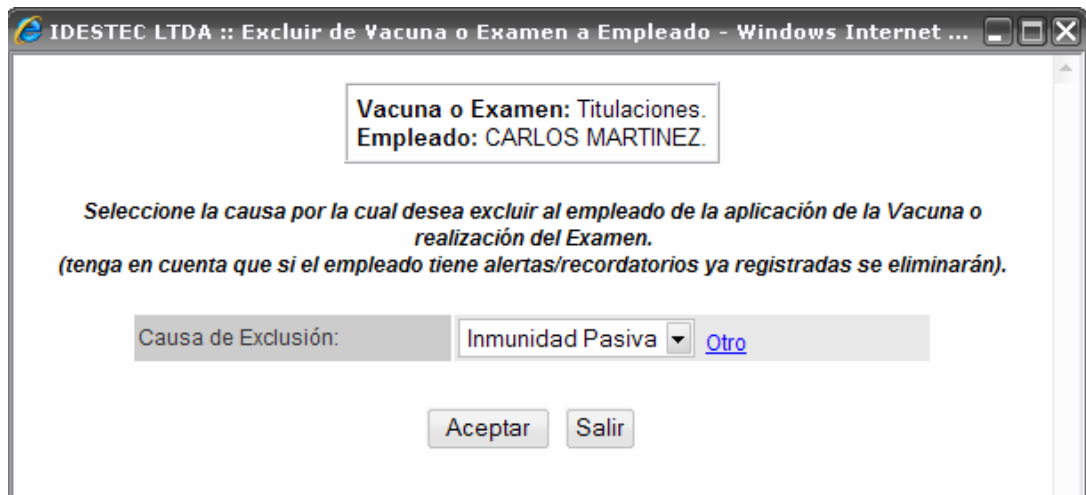 IDESTEC LTDA :: Excluir de Vacuna o Examen a Empleado - Windows Internet ...
Vacuna o Examen: Titulaciones.
Empleado: CARLOS MARTINEZ.
Seleccione la causa por la cual desea excluir al empleado de la aplicación de la Vacuna o
realización del Examen.
(tenga en cuenta que si el empleado tiene alertas/recordatorios ya registradas se eliminarán).
Causa de Exclusión: Inmunidad Pasiva Otro
Aceptar Salir